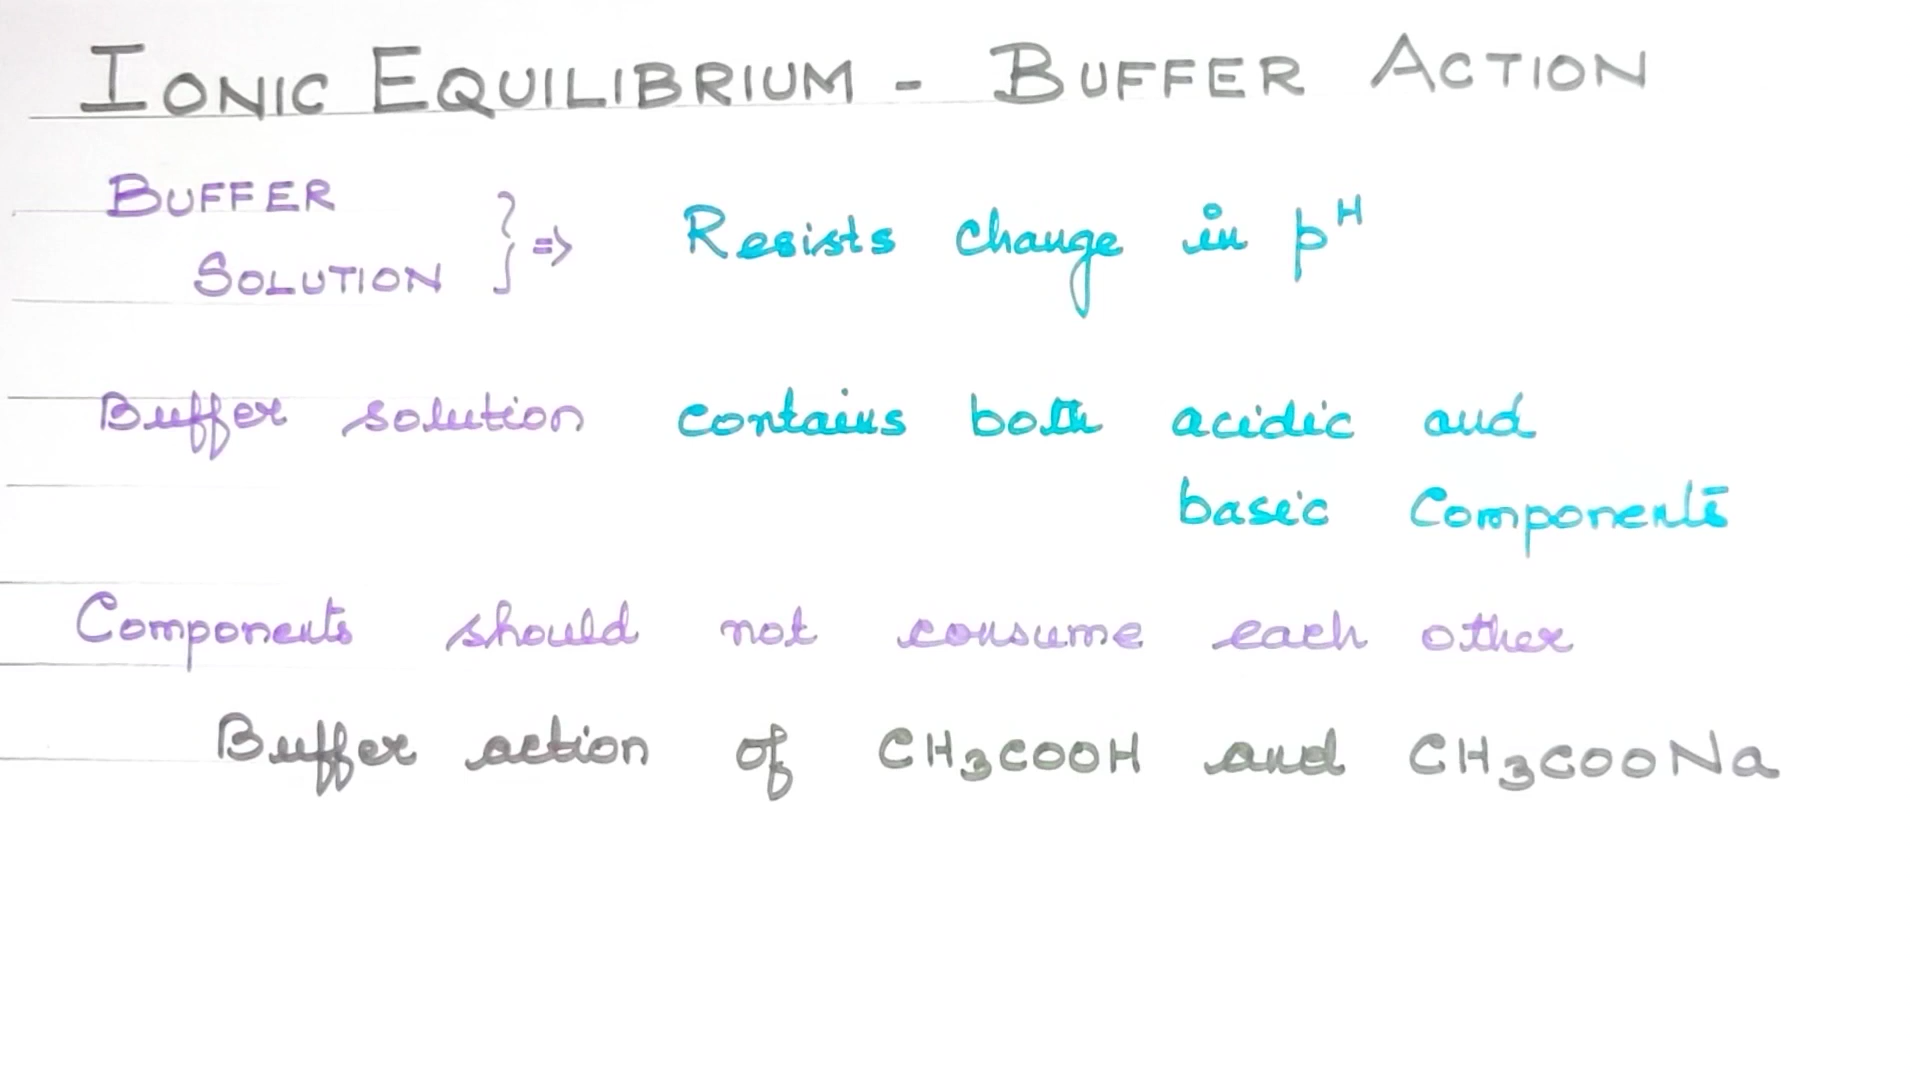 IONIC EQUILIBRIUM - BUFFER ACTION
BUFFER
SOLUTION } => Resists change in pᴴ
Buffer solution contains both acidic and
basic Components
Components should not consume each other
Buffer action of CH₃COOH and CH₃COONa